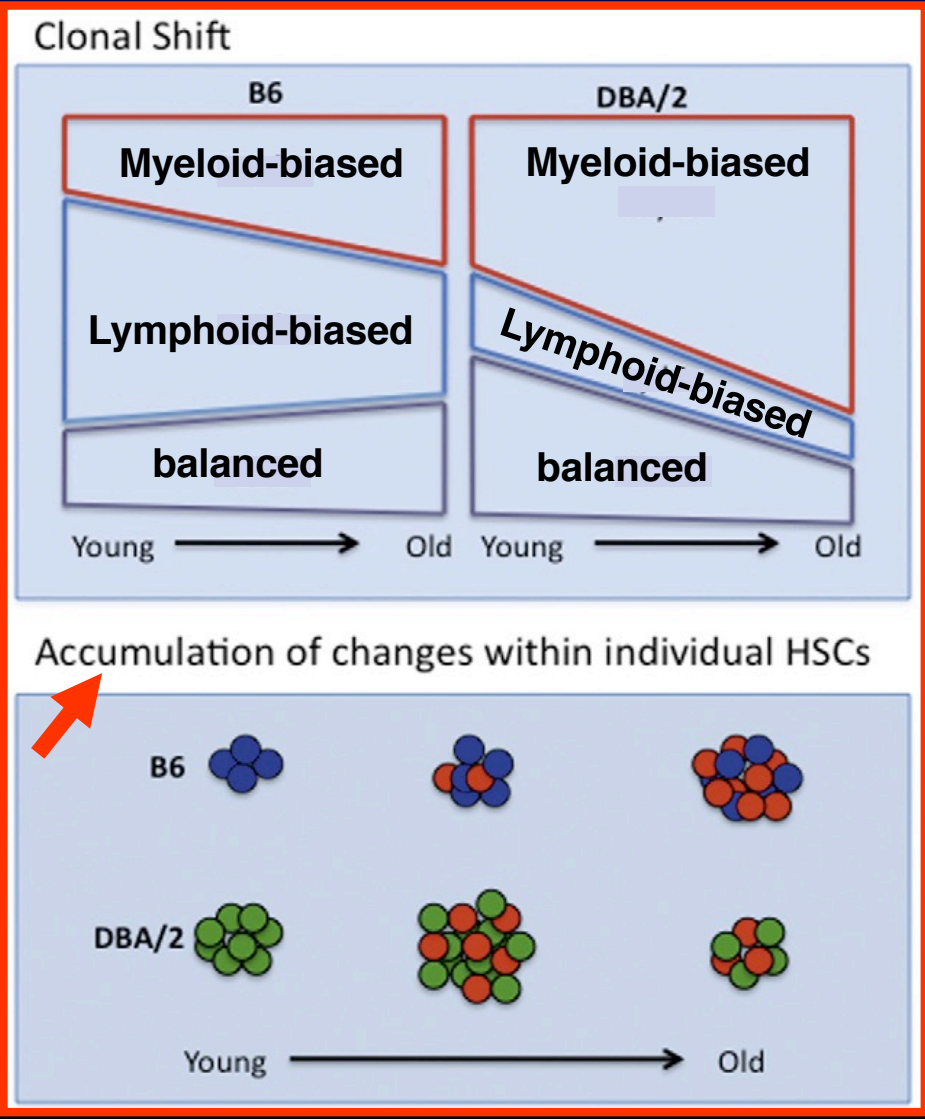 Clonal Shift
B6
DBA/2
Myeloid-biased
Myeloid-biased
Lymphoid-biased
Lymphoid-biased
balanced
balanced
Young
Old
Young
Old
Accumulation of changes within individual HSCs
B6
DBA/2
Young
Old